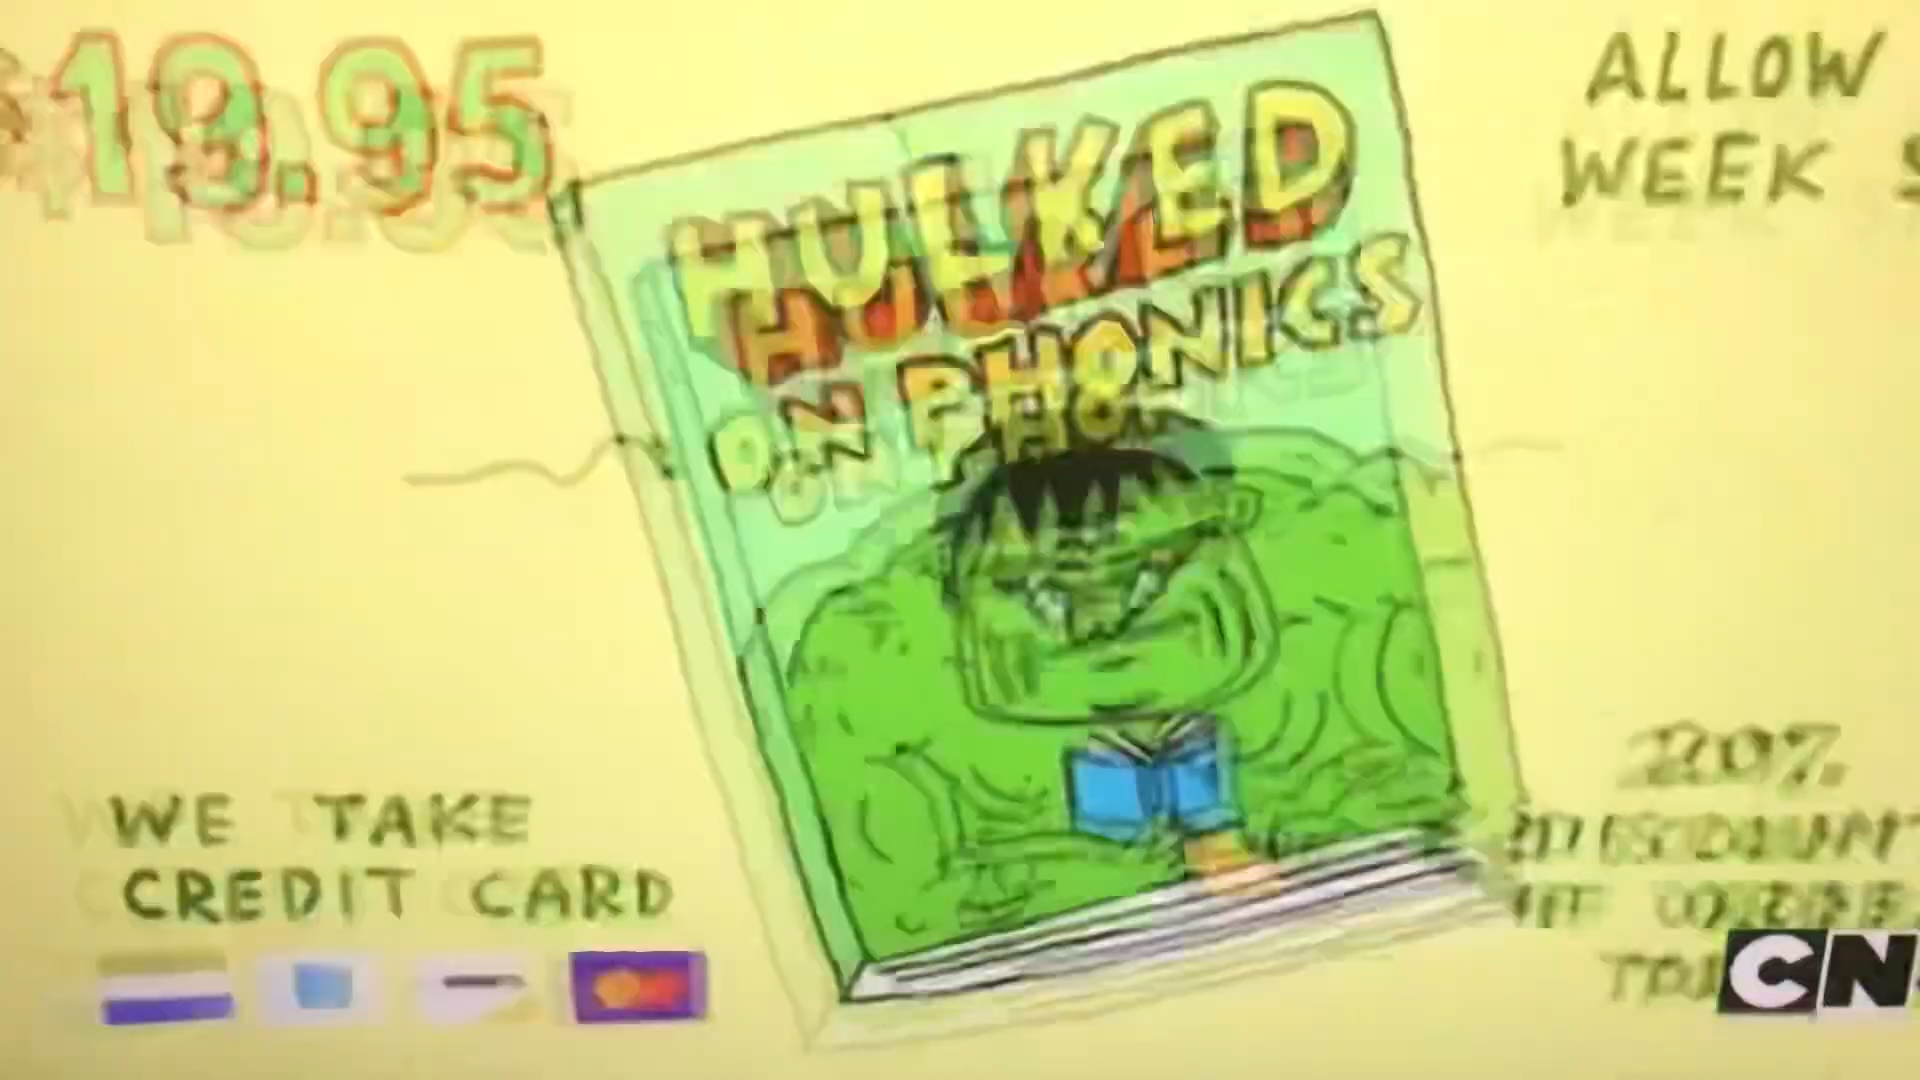 $19.95
ALLOW
WEEK
HULKED
ON PHONICS
WE TAKE
CREDIT CARD
20%
CN